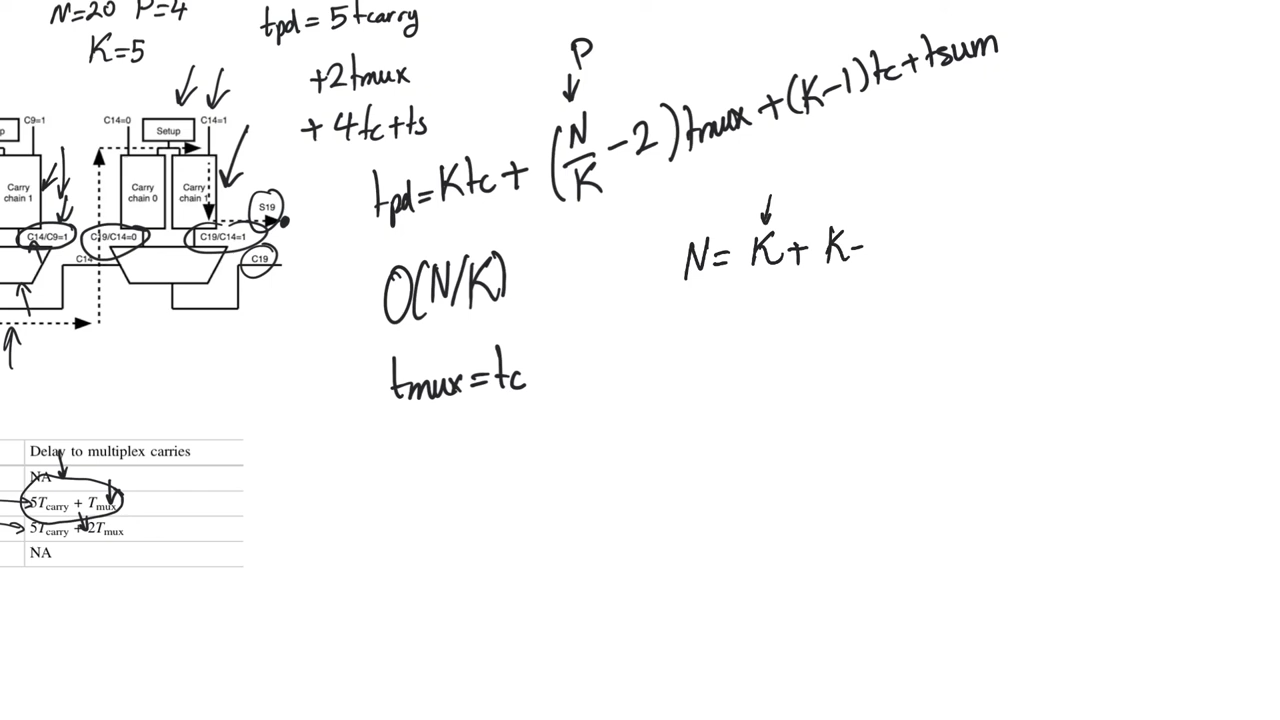 N=20 P=4
K=5
tpd = 5tcarry
+2tmux
+ 4tc+ts
P
tpd=Ktc+ (N/K -2)tmux+(K-1)tc+tsum
N= K+ K-
O(N/K)
tmux=tc
C9=1
C14=0
Setup
C14=1
Carry chain 1
Carry chain 0
Carry chain 1
S19
C14/C9=1
C19/C14=0
C19/C14=1
C14
C19
Delay to multiplex carries
NA
5Tcarry + Tmux
5Tcarry + 2Tmux
NA